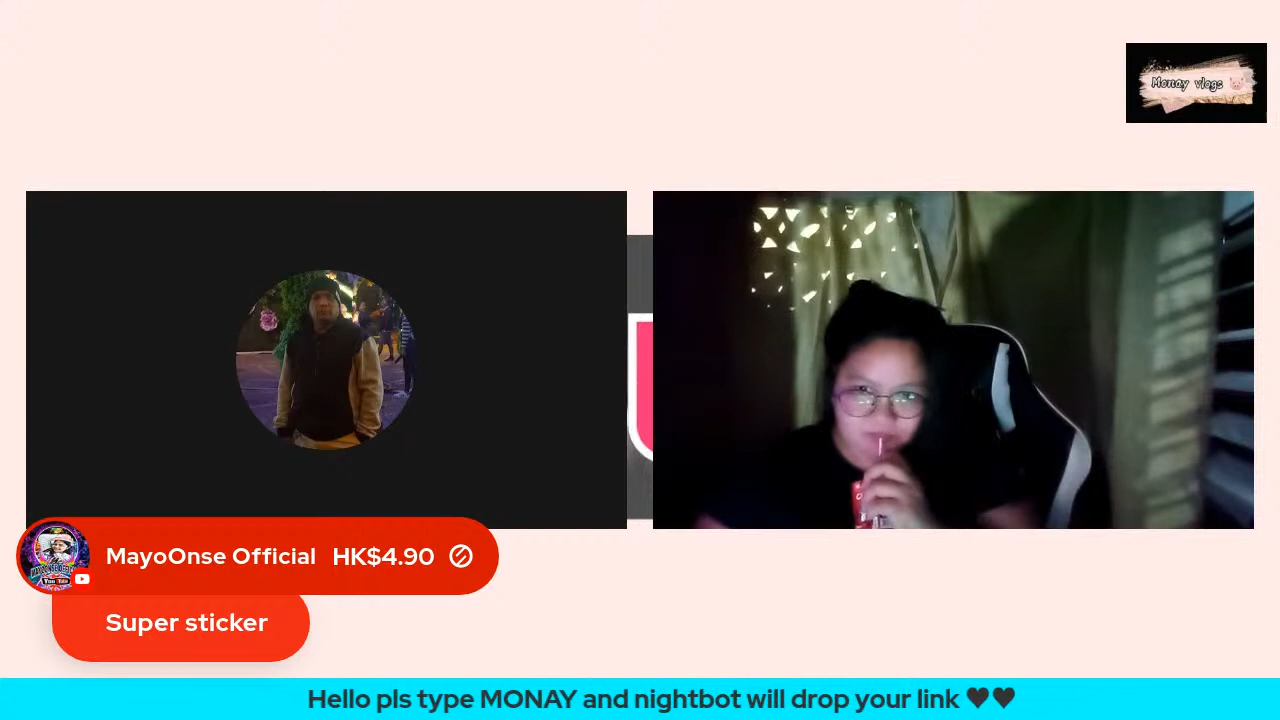 Monay vlogs
MayoOnse Official HK$4.90
Super sticker
Hello pls type MONAY and nightbot will drop your link ♥♥